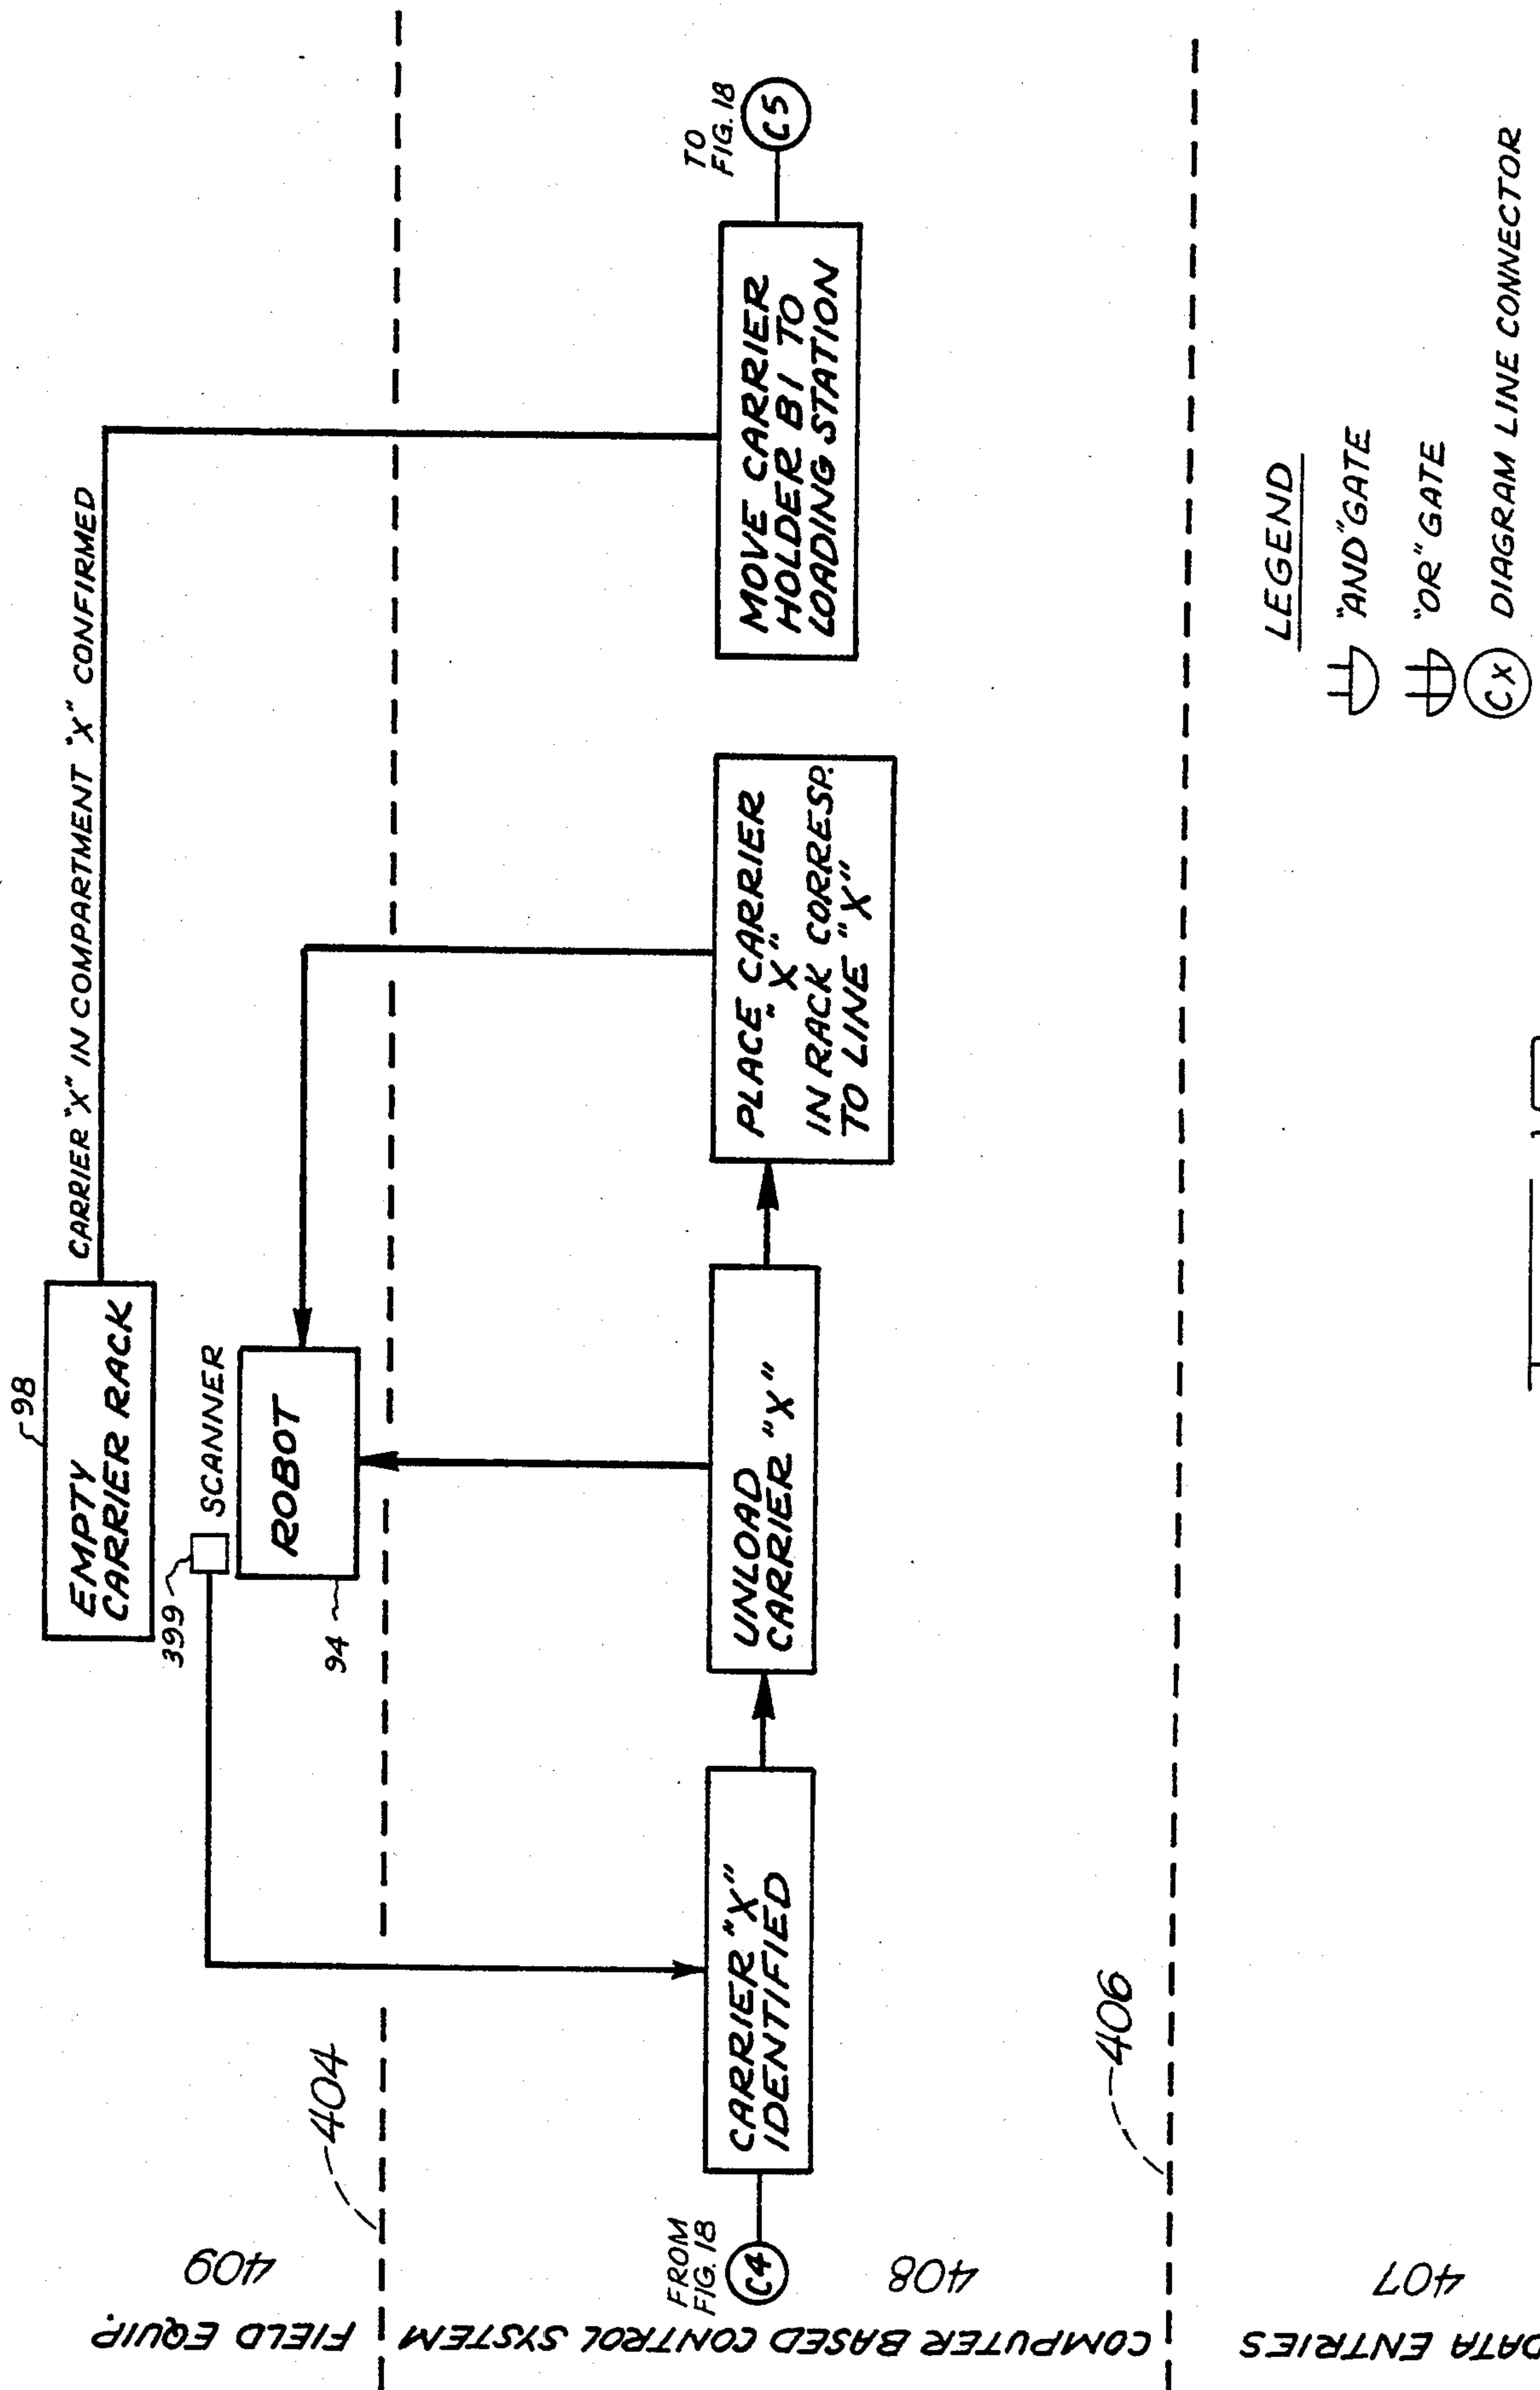 98
EMPTY
CARRIER RACK
CARRIER "X" IN COMPARTMENT "X" CONFIRMED
399
SCANNER
94
ROBOT
404
FROM
FIG. 18
C4
CARRIER "X"
IDENTIFIED
UNLOAD
CARRIER "X"
PLACE CARRIER
"X"
IN RACK CORRESP.
TO LINE "X"
MOVE CARRIER
HOLDER B1 TO
LOADING STATION
TO
FIG. 18
C5
406
LEGEND
"AND" GATE
"OR" GATE
CX DIAGRAM LINE CONNECTOR
FIELD EQUIP.
409
COMPUTER BASED CONTROL SYSTEM
408
DATA ENTRIES
407